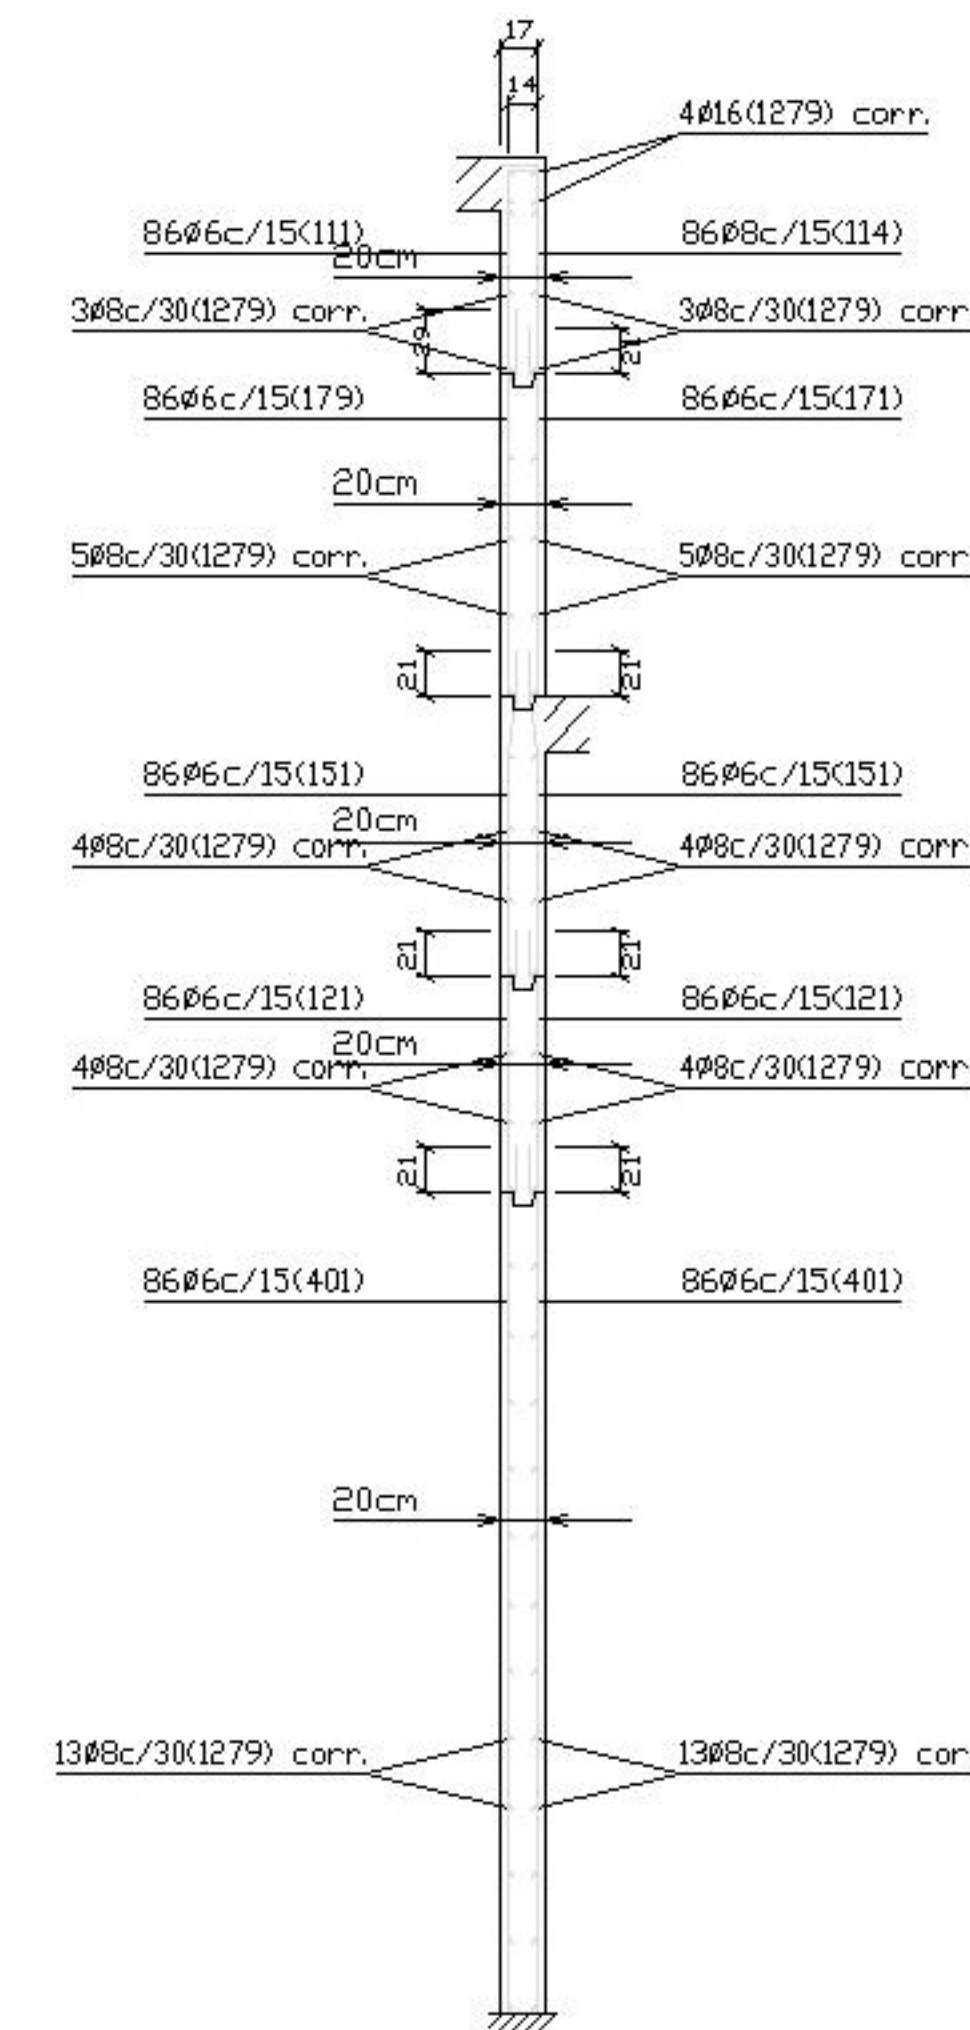 17
14
4ø16(1279) corr.
86ø6c/15(111)
86ø8c/15(114)
20cm
3ø8c/30(1279) corr.
3ø8c/30(1279) corr
29
21
86ø6c/15(179)
86ø6c/15(171)
20cm
5ø8c/30(1279) corr.
5ø8c/30(1279) corr
21
21
86ø6c/15(151)
86ø6c/15(151)
20cm
4ø8c/30(1279) corr.
4ø8c/30(1279) corr
21
21
86ø6c/15(121)
86ø6c/15(121)
20cm
4ø8c/30(1279) corr.
4ø8c/30(1279) corr
21
21
86ø6c/15(401)
86ø6c/15(401)
20cm
13ø8c/30(1279) corr.
13ø8c/30(1279) cor